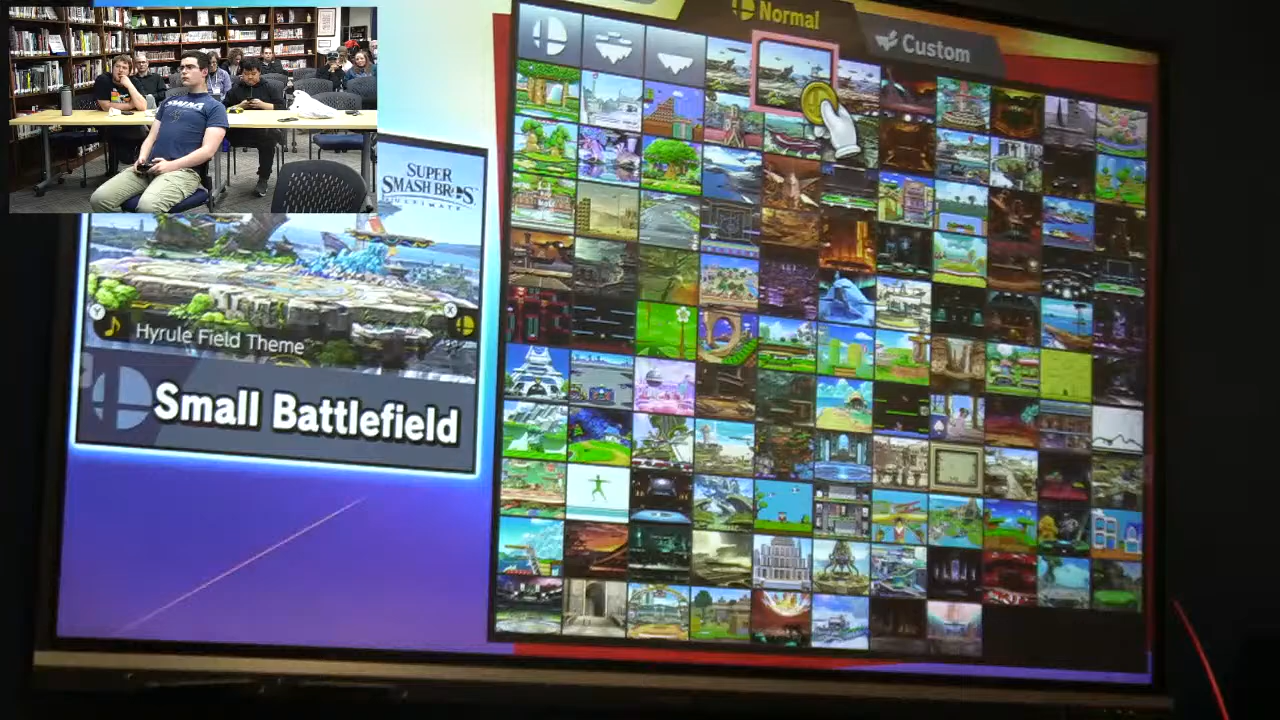 Normal
Custom
SUPER
SMASH BROS
ULTIMATE
Y
X
Hyrule Field Theme
Small Battlefield